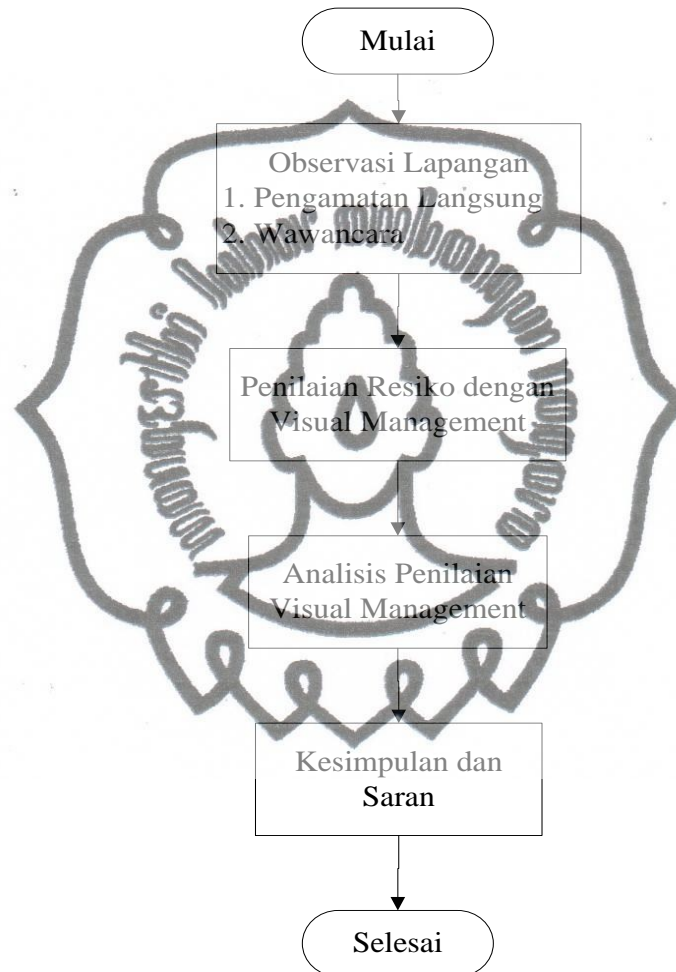 Mulai
Observasi Lapangan
1. Pengamatan Langsung
2. Wawancara
Penilaian Resiko dengan
Visual Management
Analisis Penilaian
Visual Management
Kesimpulan dan
Saran
Selesai